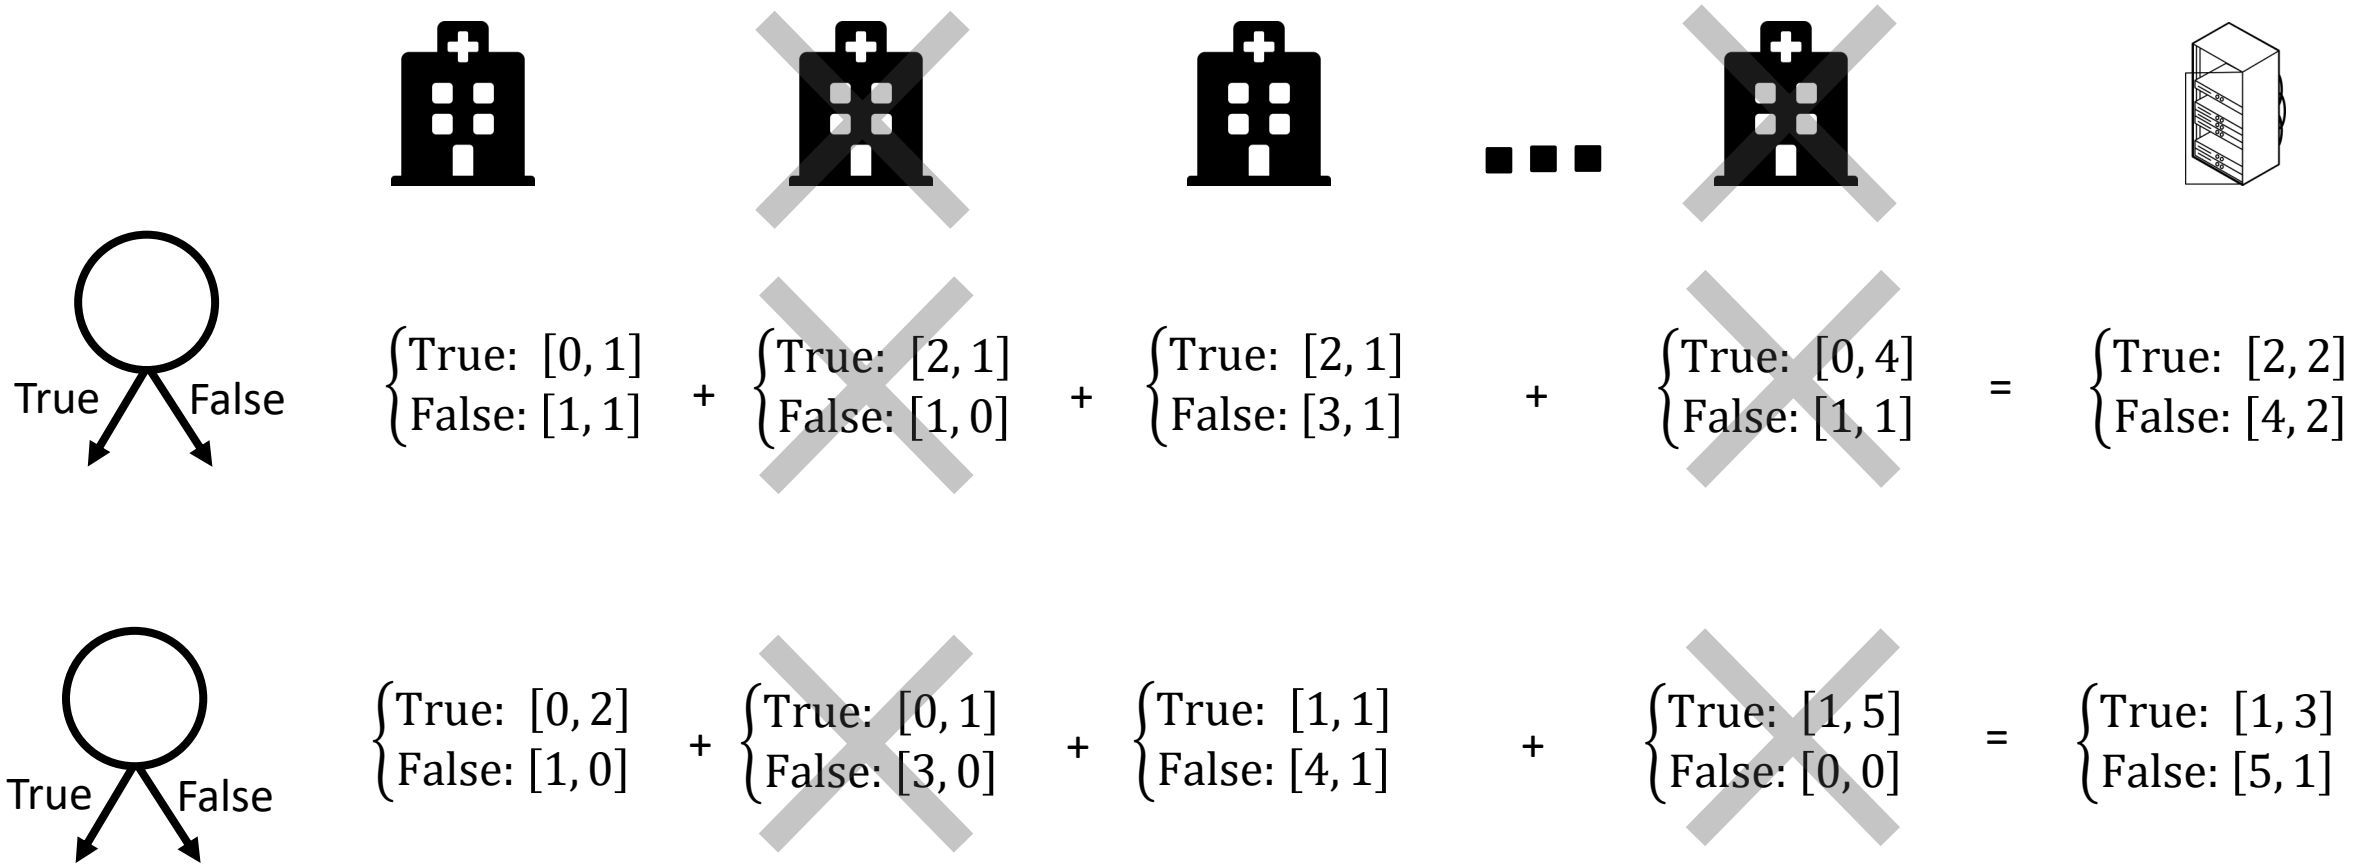 True False
True: [0, 1] + True: [2, 1] + True: [2, 1] + True: [0, 4] = True: [2, 2]
False: [1, 1] False: [1, 0] False: [3, 1] False: [1, 1] False: [4, 2]
True False
True: [0, 2] + True: [0, 1] + True: [1, 1] + True: [1, 5] = True: [1, 3]
False: [1, 0] False: [3, 0] False: [4, 1] False: [0, 0] False: [5, 1]